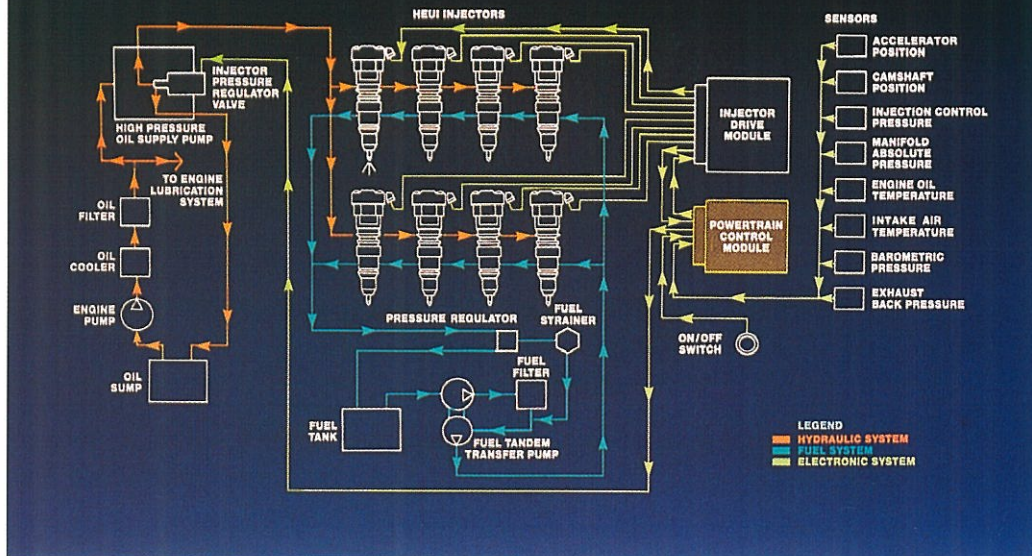 HEUI INJECTORS
INJECTOR
PRESSURE
REGULATOR
VALVE
HIGH PRESSURE
OIL SUPPLY PUMP
TO ENGINE
LUBRICATION
SYSTEM
OIL
FILTER
OIL
COOLER
ENGINE
PUMP
OIL
SUMP
PRESSURE REGULATOR
FUEL
STRAINER
FUEL
FILTER
FUEL
TANK
FUEL TANDEM
TRANSFER PUMP
INJECTOR
DRIVE
MODULE
POWERTRAIN
CONTROL
MODULE
ON/OFF
SWITCH
SENSORS
ACCELERATOR
POSITION
CAMSHAFT
POSITION
INJECTION CONTROL
PRESSURE
MANIFOLD
ABSOLUTE
PRESSURE
ENGINE OIL
TEMPERATURE
INTAKE AIR
TEMPERATURE
BAROMETRIC
PRESSURE
EXHAUST
BACK PRESSURE
LEGEND
HYDRAULIC SYSTEM
FUEL SYSTEM
ELECTRONIC SYSTEM